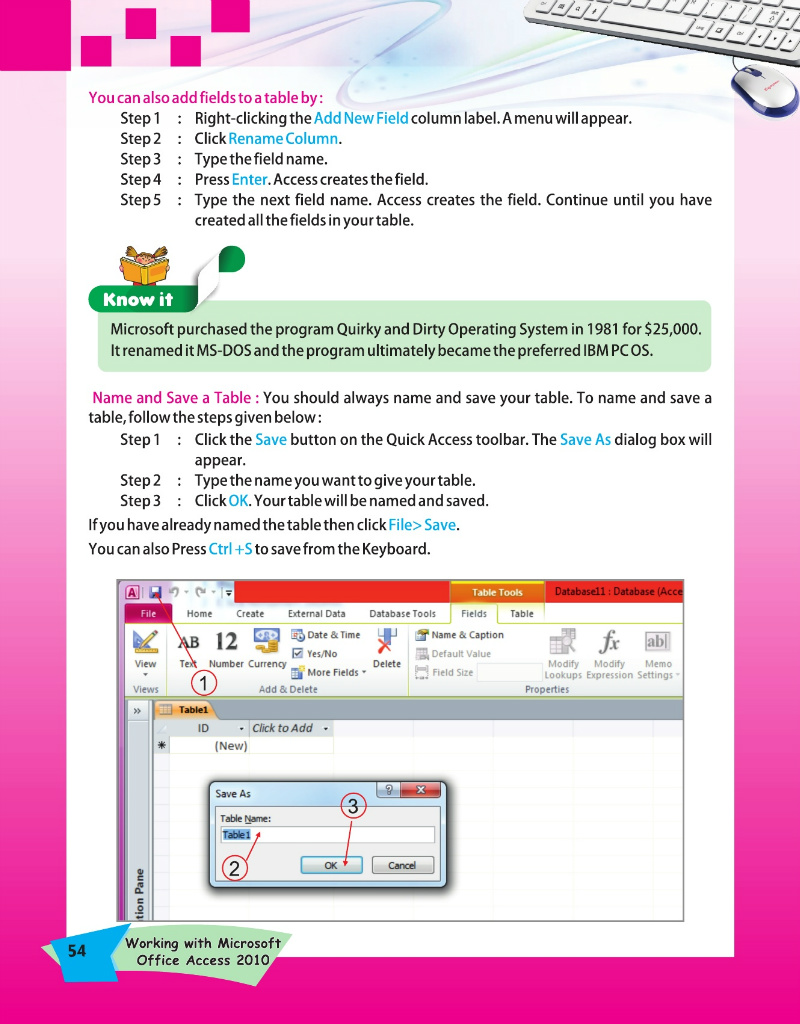 You can also add fields to a table by :
Step 1 : Right-clicking the Add New Field column label. A menu will appear.
Step 2 : Click Rename Column.
Step 3 : Type the field name.
Step 4 : Press Enter. Access creates the field.
Step 5 : Type the next field name. Access creates the field. Continue until you have
created all the fields in your table.
Know it
Microsoft purchased the program Quirky and Dirty Operating System in 1981 for $25,000.
It renamed it MS-DOS and the program ultimately became the preferred IBM PC OS.
Name and Save a Table : You should always name and save your table. To name and save a
table, follow the steps given below :
Step 1 : Click the Save button on the Quick Access toolbar. The Save As dialog box will
appear.
Step 2 : Type the name you want to give your table.
Step 3 : Click OK. Your table will be named and saved.
If you have already named the table then click File> Save.
You can also Press Ctrl +S to save from the Keyboard.
A Table Tools Database11 : Database (Acce
File Home Create External Data Database Tools Fields Table
View AB Text 12 Number Currency Date & Time Yes/No More Fields Delete Name & Caption Default Value Field Size Modify Lookups fx Modify Expression ab Memo Settings
Views Add & Delete Properties
1
» Table1
ID Click to Add
* (New)
Save As ?
3
Table Name:
Table1
2
OK Cancel
tion Pane
54
Working with Microsoft
Office Access 2010